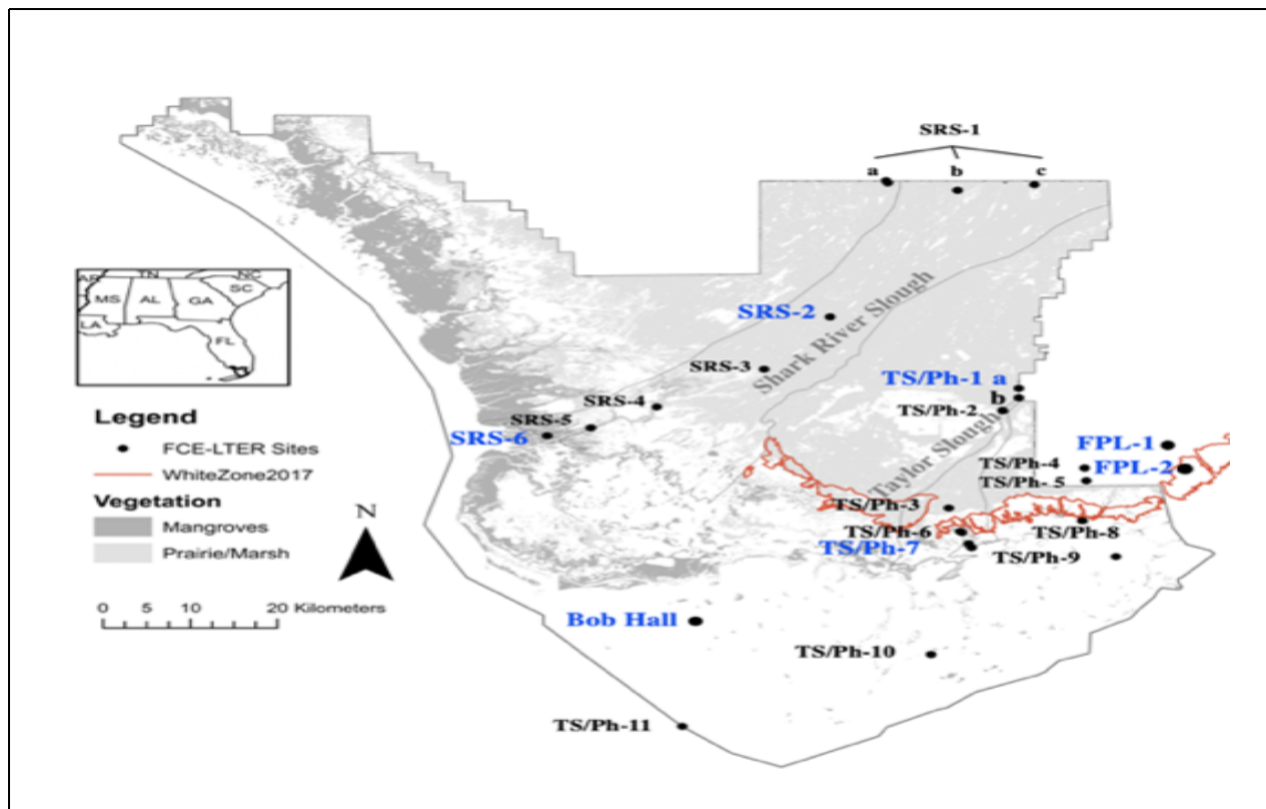 SRS-1
a b c
AR TN NC
SC
MS AL GA
LA
FL
SRS-2
Shark River Slough
SRS-3
TS/Ph-1 a
b
SRS-4
TS/Ph-2
SRS-5
SRS-6
Legend
FCE-LTER Sites
WhiteZone2017
Vegetation
Mangroves
Prairie/Marsh
N
0 5 10 20 Kilometers
Taylor Slough
FPL-1
TS/Ph-4
FPL-2
TS/Ph- 5
TS/Ph-3
TS/Ph-6
TS/Ph-8
TS/Ph-7
TS/Ph-9
Bob Hall
TS/Ph-10
TS/Ph-11